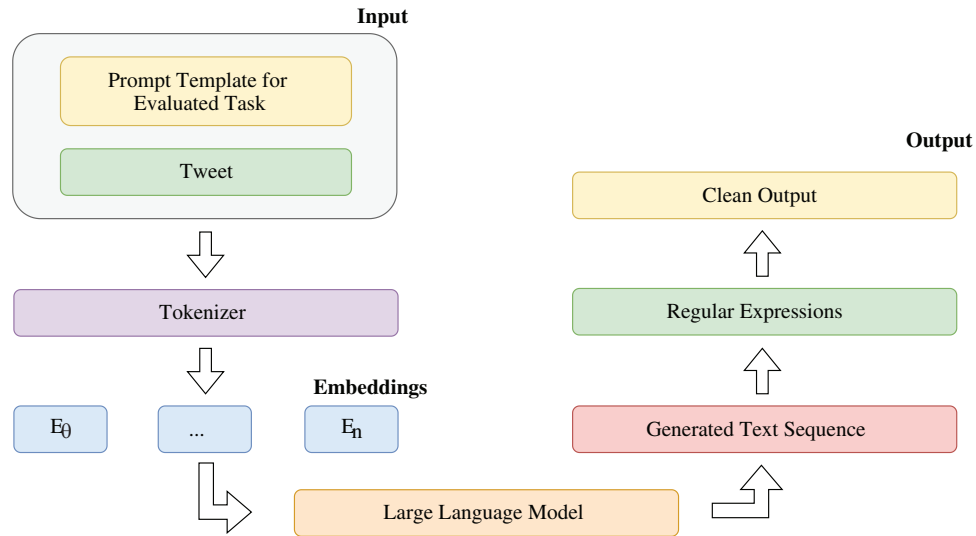 Input
Prompt Template for
Evaluated Task
Tweet
Tokenizer
Embeddings
Eθ
...
En
Large Language Model
Output
Clean Output
Regular Expressions
Generated Text Sequence